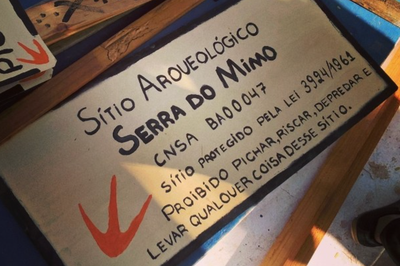 Sítio Arqueológico
Serra do Mimo
CNSA BA00047
Sítio protegido pela lei 3924/1961
Proibido pichar, riscar, depredar e
levar qualquer coisa desse sítio.